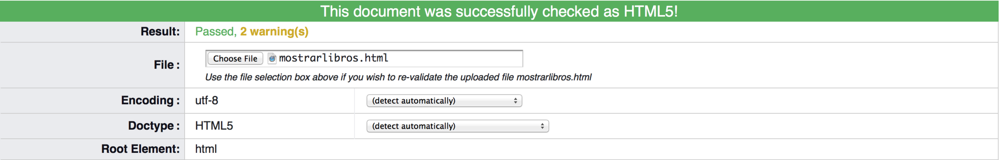 This document was successfully checked as HTML5!
Result: Passed, 2 warning(s)
File : Choose File mostrarlibros.html
Use the file selection box above if you wish to re-validate the uploaded file mostrarlibros.html
Encoding : utf-8 (detect automatically)
Doctype : HTML5 (detect automatically)
Root Element: html